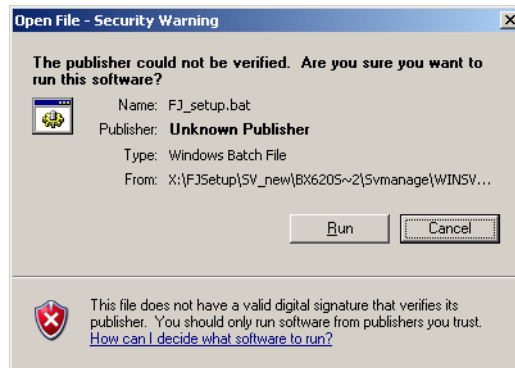 Open File - Security Warning
The publisher could not be verified. Are you sure you want to
run this software?
Name: FJ_setup.bat
Publisher: Unknown Publisher
Type: Windows Batch File
From: X:\FJSetup\SV_new\BX620S~2\Svmanage\WINSV...
Run Cancel
This file does not have a valid digital signature that verifies its
publisher. You should only run software from publishers you trust.
How can I decide what software to run?